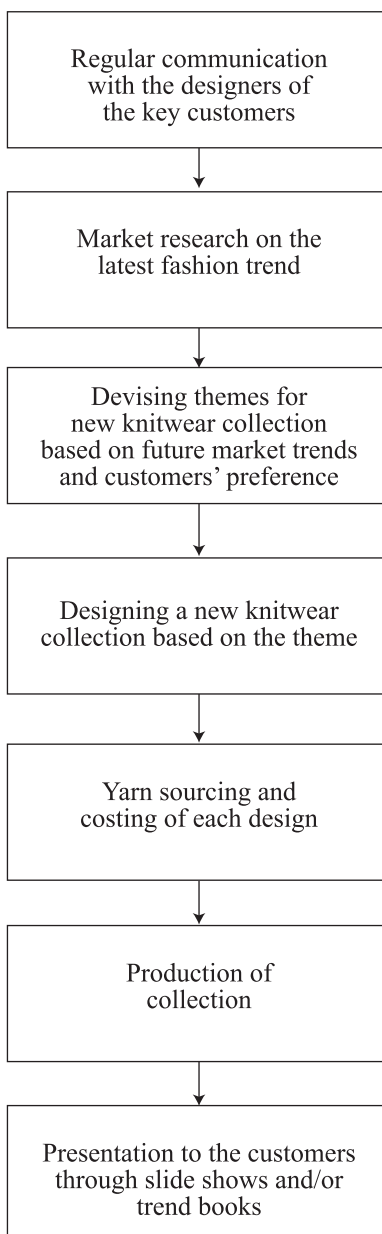 Regular communication
with the designers of
the key customers
Market research on the
latest fashion trend
Devising themes for
new knitwear collection
based on future market trends
and customers’ preference
Designing a new knitwear
collection based on the theme
Yarn sourcing and
costing of each design
Production of
collection
Presentation to the customers
through slide shows and/or
trend books